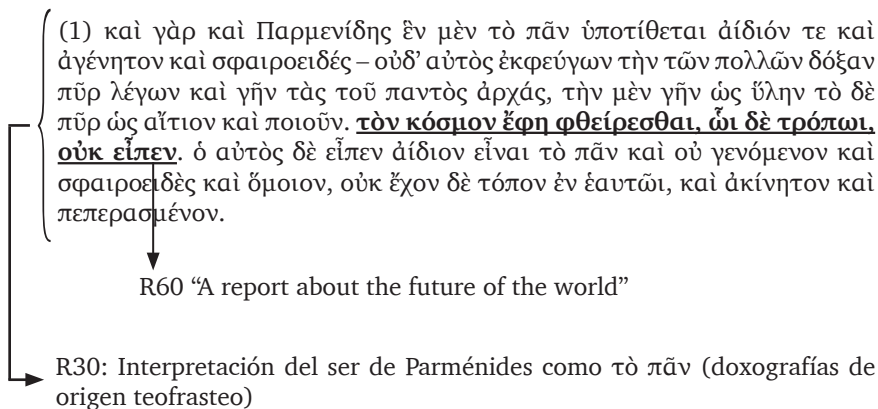 (1) καὶ γὰρ καὶ Παρμενίδης ἓν μὲν τὸ πᾶν ὑποτίθεται ἀίδιόν τε καὶ
ἀγένητον καὶ σφαιροειδές – οὐδ’ αὐτὸς ἐκφεύγων τὴν τῶν πολλῶν δόξαν
πῦρ λέγων καὶ γῆν τὰς τοῦ παντὸς ἀρχάς, τὴν μὲν γῆν ὡς ὕλην τὸ δὲ
πῦρ ὡς αἴτιον καὶ ποιοῦν. τὸν κόσμον ἔφη φθείρεσθαι, ὧι δὲ τρόπωι,
οὐκ εἶπεν. ὁ αὐτὸς δὲ εἶπεν ἀίδιον εἶναι τὸ πᾶν καὶ οὐ γενόμενον καὶ
σφαιροειδὲς καὶ ὅμοιον, οὐκ ἔχον δὲ τόπον ἐν ἑαυτῶι, καὶ ἀκίνητον καὶ
πεπερασμένον.
R60 “A report about the future of the world”
R30: Interpretación del ser de Parménides como τὸ πᾶν (doxografías de
origen teofrasteo)